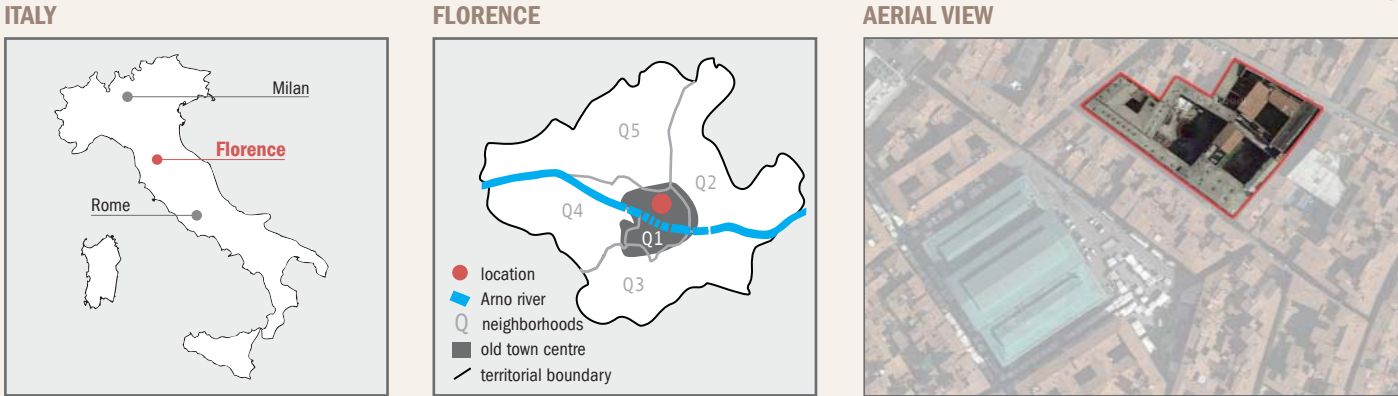 ITALY
Milan
Florence
Rome
FLORENCE
Q5
Q2
Q4
Q1
Q3
location
Arno river
Q neighborhoods
old town centre
territorial boundary
AERIAL VIEW